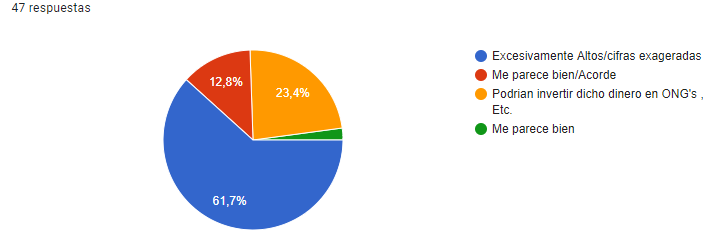 47 respuestas
12,8%
23,4%
61,7%
Excesivamente Altos/cifras exageradas
Me parece bien/Acorde
Podrian invertir dicho dinero en ONG's ,
Etc.
Me parece bien